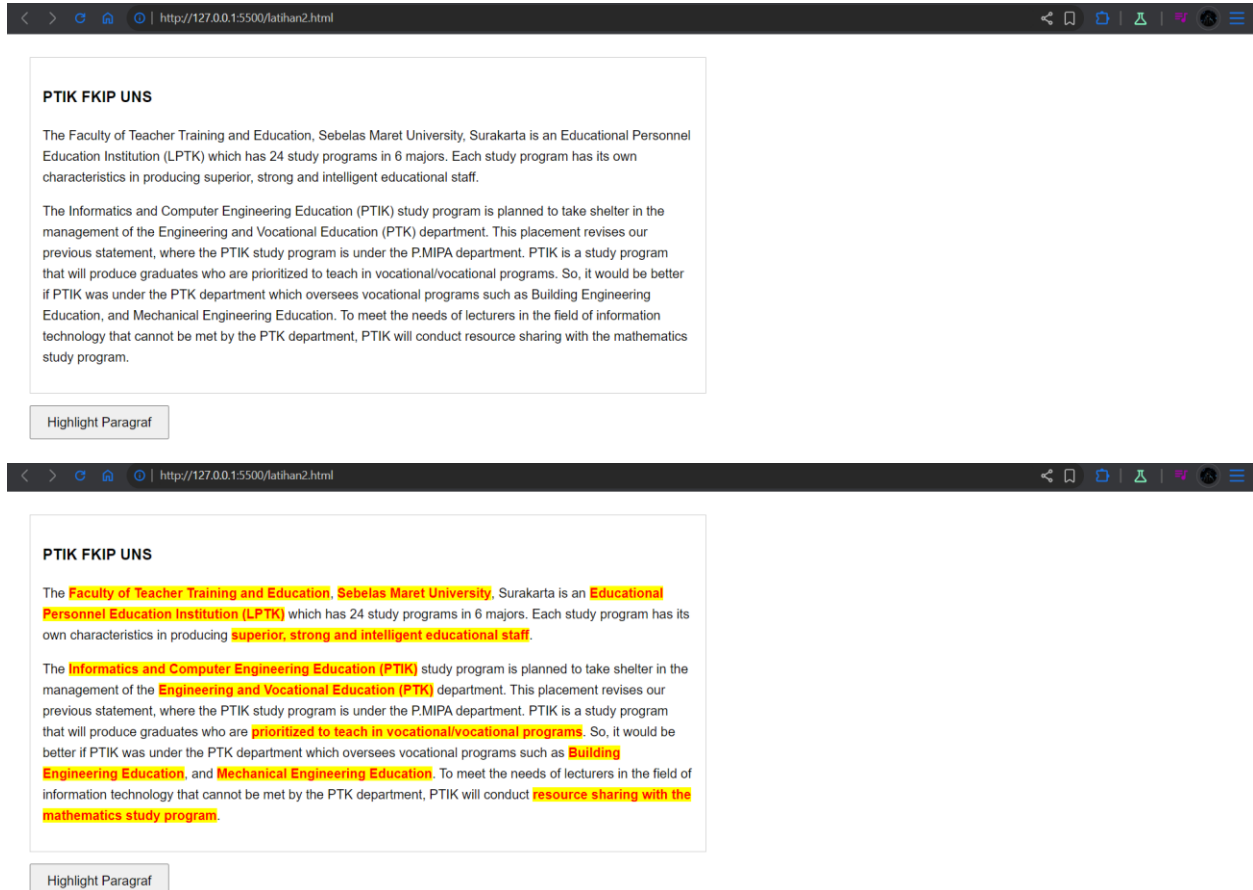 http://127.0.0.1:5500/latihan2.html
PTIK FKIP UNS
The Faculty of Teacher Training and Education, Sebelas Maret University, Surakarta is an Educational Personnel
Education Institution (LPTK) which has 24 study programs in 6 majors. Each study program has its own
characteristics in producing superior, strong and intelligent educational staff.
The Informatics and Computer Engineering Education (PTIK) study program is planned to take shelter in the
management of the Engineering and Vocational Education (PTK) department. This placement revises our
previous statement, where the PTIK study program is under the P.MIPA department. PTIK is a study program
that will produce graduates who are prioritized to teach in vocational/vocational programs. So, it would be better
if PTIK was under the PTK department which oversees vocational programs such as Building Engineering
Education, and Mechanical Engineering Education. To meet the needs of lecturers in the field of information
technology that cannot be met by the PTK department, PTIK will conduct resource sharing with the mathematics
study program.
Highlight Paragraf
http://127.0.0.1:5500/latihan2.html
PTIK FKIP UNS
The Faculty of Teacher Training and Education, Sebelas Maret University, Surakarta is an Educational
Personnel Education Institution (LPTK) which has 24 study programs in 6 majors. Each study program has its
own characteristics in producing superior, strong and intelligent educational staff.
The Informatics and Computer Engineering Education (PTIK) study program is planned to take shelter in the
management of the Engineering and Vocational Education (PTK) department. This placement revises our
previous statement, where the PTIK study program is under the P.MIPA department. PTIK is a study program
that will produce graduates who are prioritized to teach in vocational/vocational programs. So, it would be
better if PTIK was under the PTK department which oversees vocational programs such as Building
Engineering Education, and Mechanical Engineering Education. To meet the needs of lecturers in the field of
information technology that cannot be met by the PTK department, PTIK will conduct resource sharing with the
mathematics study program.
Highlight Paragraf